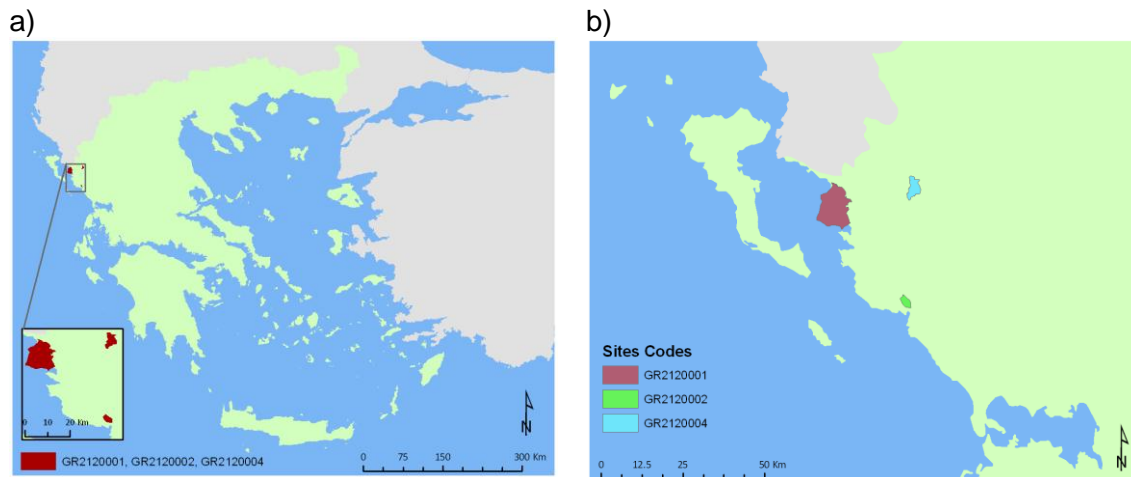 a)
b)
0 10 20 Km
N
GR2120001, GR2120002, GR2120004
0 75 150 300 Km
Sites Codes
GR2120001
GR2120002
GR2120004
N
0 12.5 25 50 Km